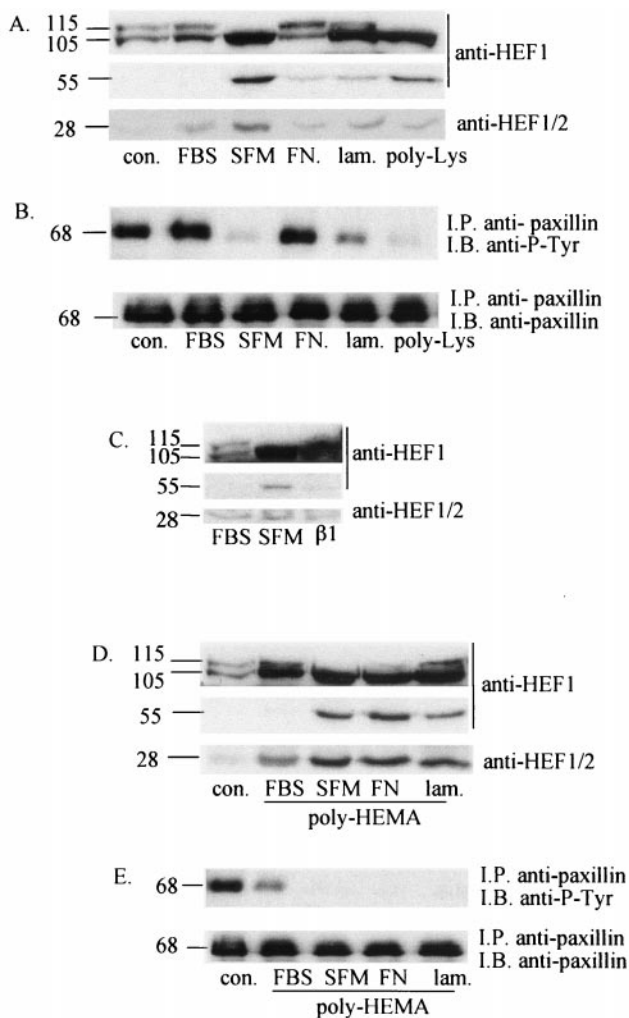 A.
115
105
anti-HEF1
55
28
anti-HEF1/2
con. FBS SFM FN. lam. poly-Lys
B.
68
I.P. anti- paxillin
I.B. anti-P-Tyr
68
I.P. anti- paxillin
I.B. anti-paxillin
con. FBS SFM FN. lam. poly-Lys
C.
115
105
anti-HEF1
55
28
anti-HEF1/2
FBS SFM β1
D.
115
105
anti-HEF1
55
28
anti-HEF1/2
con. FBS SFM FN lam.
poly-HEMA
E.
68
I.P. anti-paxillin
I.B. anti-P-Tyr
68
I.P. anti-paxillin
I.B. anti-paxillin
con. FBS SFM FN lam.
poly-HEMA